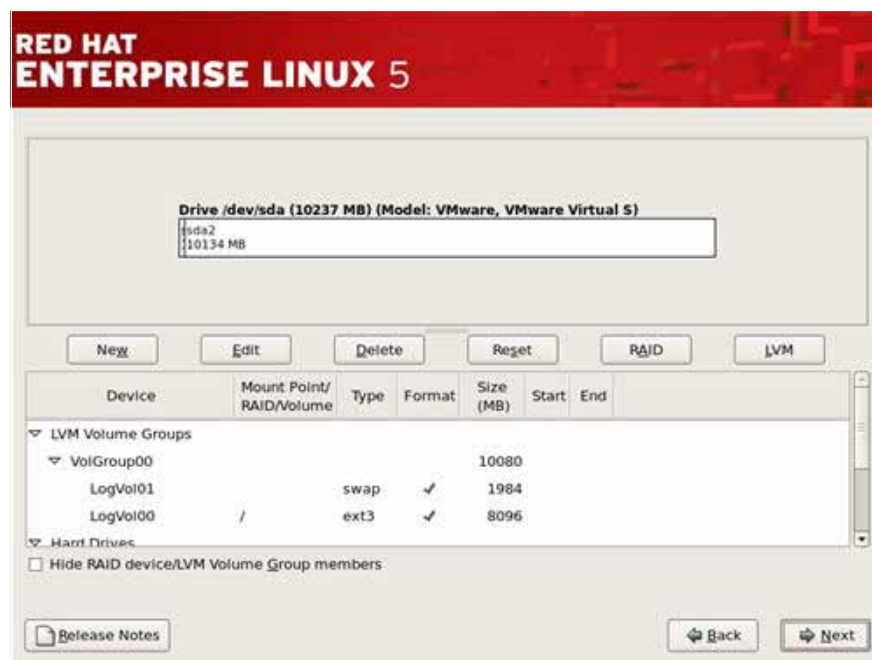 RED HAT
ENTERPRISE LINUX 5
Drive /dev/sda (10237 MB) (Model: VMware, VMware Virtual S)
sda2
10134 MB
New Edit Delete Reset RAID LVM
Device Mount Point/ RAID/Volume Type Format Size (MB) Start End
LVM Volume Groups
VolGroup00 10080
LogVol01 swap 1984
LogVol00 / ext3 8096
Hard Drives
Hide RAID device/LVM Volume Group members
Release Notes Back Next